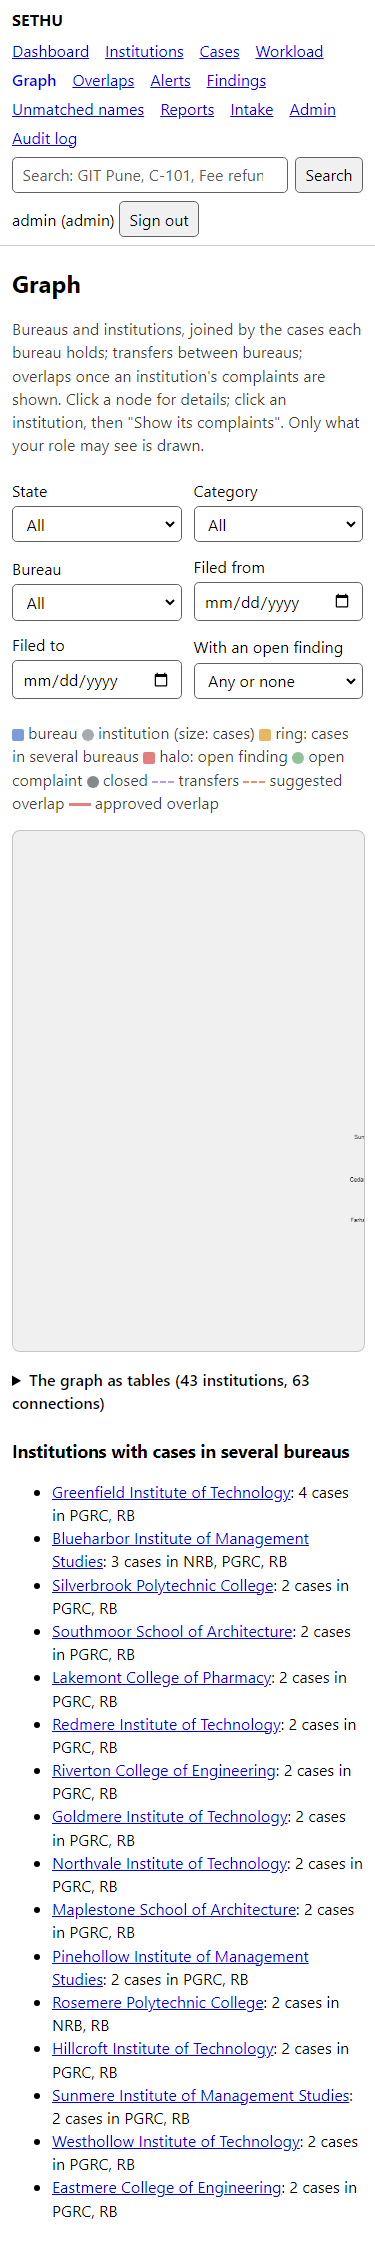 SETHU
Dashboard Institutions Cases Workload
Graph Overlaps Alerts Findings
Unmatched names Reports Intake Admin
Audit log
Search: GIT Pune, C-101, Fee refun Search
admin (admin) Sign out
Graph
Bureaus and institutions, joined by the cases each
bureau holds; transfers between bureaus;
overlaps once an institution's complaints are
shown. Click a node for details; click an
institution, then "Show its complaints". Only what
your role may see is drawn.
State Category
All All
Bureau Filed from
All mm/dd/yyyy
Filed to With an open finding
mm/dd/yyyy Any or none
bureau institution (size: cases) ring: cases
in several bureaus halo: open finding open
complaint closed transfers suggested
overlap approved overlap
Sun
Ceda
Fairha
The graph as tables (43 institutions, 63
connections)
Institutions with cases in several bureaus
Greenfield Institute of Technology: 4 cases
in PGRC, RB
Blueharbor Institute of Management
Studies: 3 cases in NRB, PGRC, RB
Silverbrook Polytechnic College: 2 cases in
PGRC, RB
Southmoor School of Architecture: 2 cases
in PGRC, RB
Lakemont College of Pharmacy: 2 cases in
PGRC, RB
Redmere Institute of Technology: 2 cases in
PGRC, RB
Riverton College of Engineering: 2 cases in
PGRC, RB
Goldmere Institute of Technology: 2 cases
in PGRC, RB
Northvale Institute of Technology: 2 cases in
PGRC, RB
Maplestone School of Architecture: 2 cases
in PGRC, RB
Pinehollow Institute of Management
Studies: 2 cases in PGRC, RB
Rosemere Polytechnic College: 2 cases in
NRB, RB
Hillcroft Institute of Technology: 2 cases in
PGRC, RB
Sunmere Institute of Management Studies:
2 cases in PGRC, RB
Westhollow Institute of Technology: 2 cases
in PGRC, RB
Eastmere College of Engineering: 2 cases in
PGRC, RB